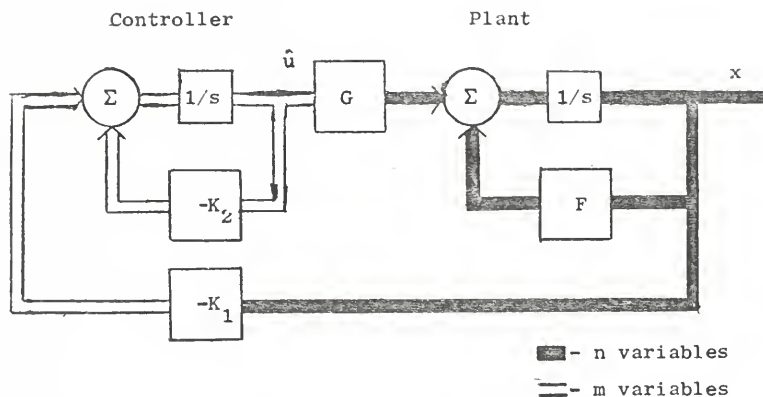 Controller
Plant
Σ
1/s
û
G
Σ
1/s
x
-K₂
F
-K₁
- n variables
- m variables